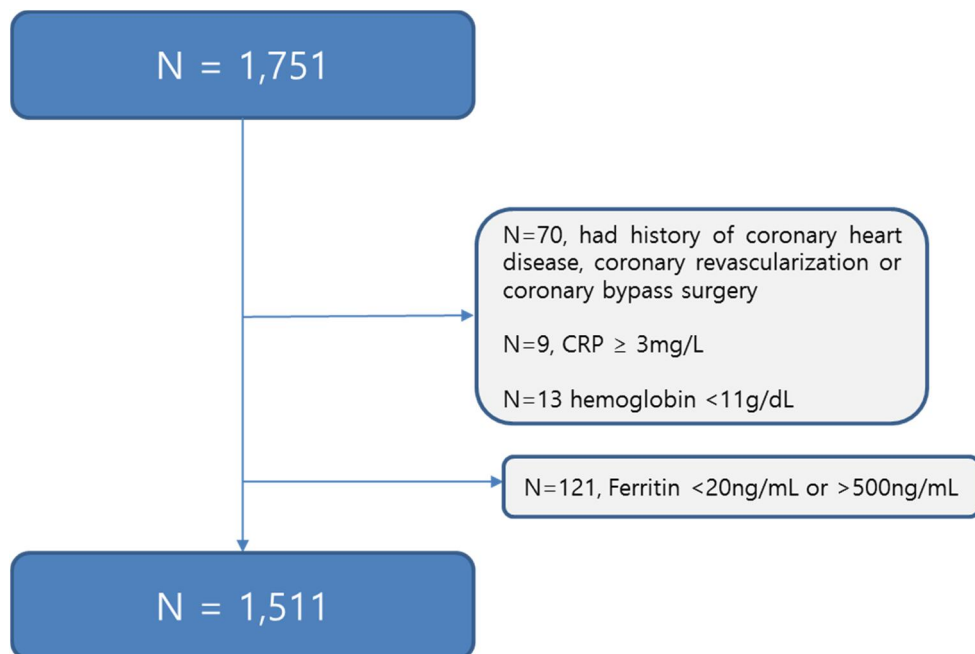 N = 1,751
N=70, had history of coronary heart
disease, coronary revascularization or
coronary bypass surgery
N=9, CRP ≥ 3mg/L
N=13 hemoglobin <11g/dL
N=121, Ferritin <20ng/mL or >500ng/mL
N = 1,511